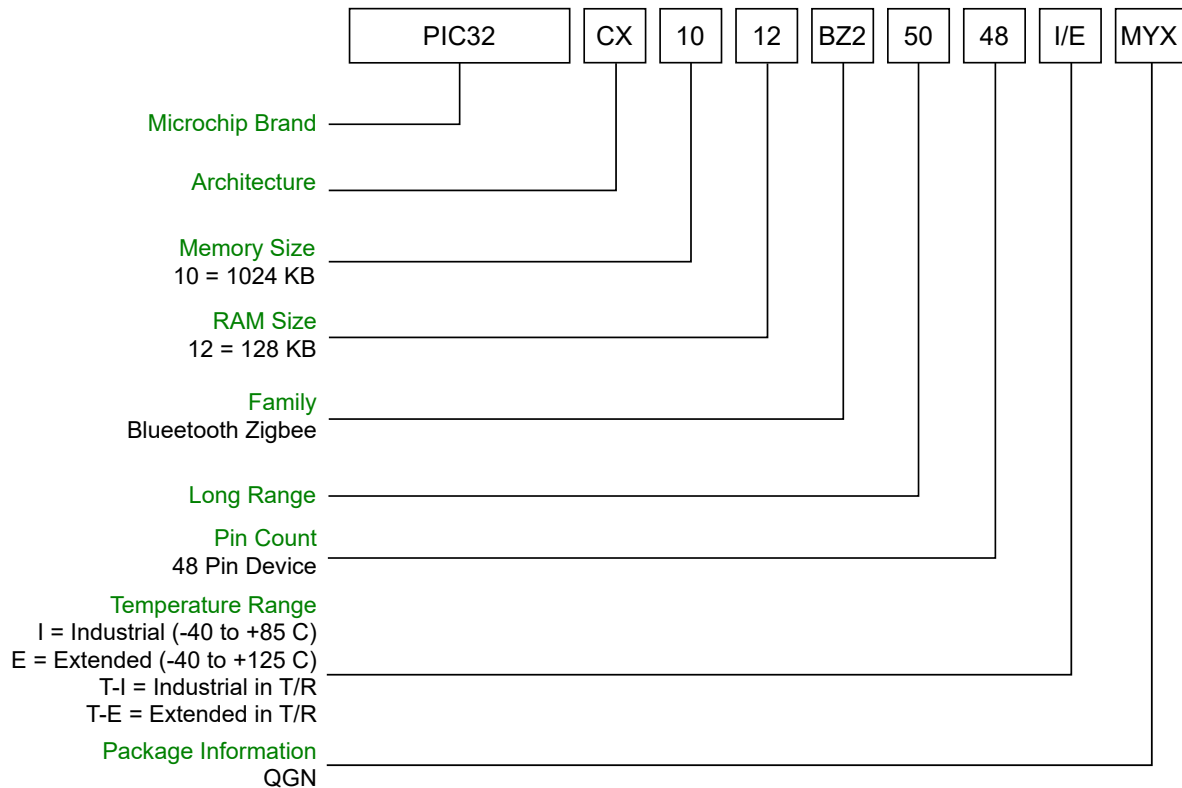 PIC32 CX 10 12 BZ2 50 48 I/E MYX
Microchip Brand
Architecture
Memory Size
10 = 1024 KB
RAM Size
12 = 128 KB
Family
Blueetooth Zigbee
Long Range
Pin Count
48 Pin Device
Temperature Range
I = Industrial (-40 to +85 C)
E = Extended (-40 to +125 C)
T-I = Industrial in T/R
T-E = Extended in T/R
Package Information
QGN